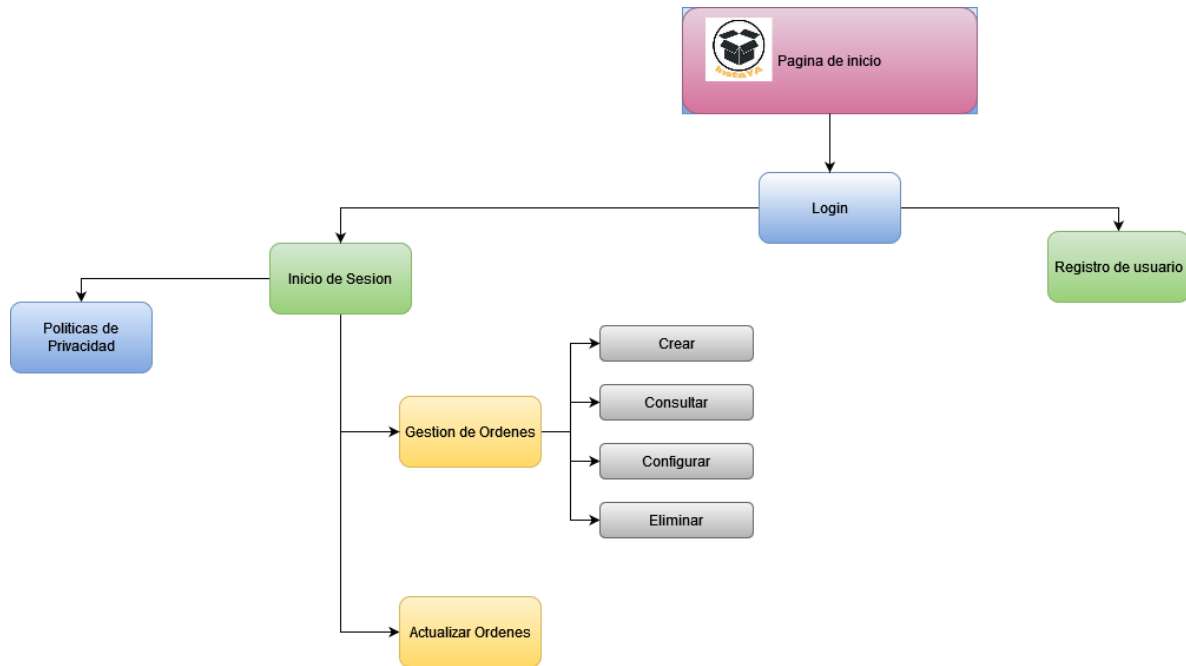 InstaYA
Pagina de inicio
Login
Inicio de Sesion
Registro de usuario
Politicas de
Privacidad
Crear
Consultar
Gestion de Ordenes
Configurar
Eliminar
Actualizar Ordenes